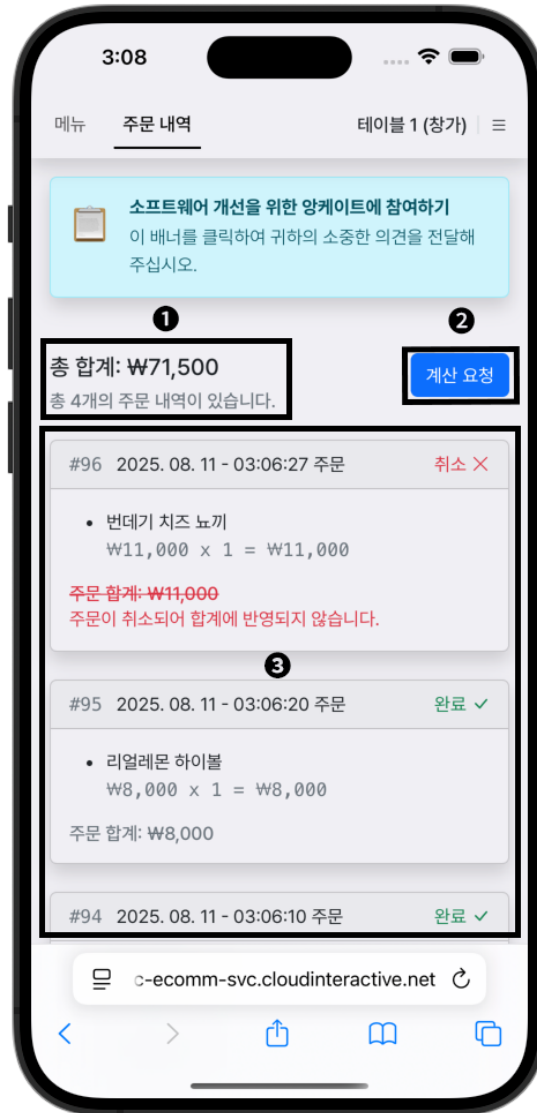 3:08
메뉴 주문 내역 테이블 1 (창가)
소프트웨어 개선을 위한 앙케이트에 참여하기
이 배너를 클릭하여 귀하의 소중한 의견을 전달해
주십시오.
❶
❷
총 합계: ₩71,500
계산 요청
총 4개의 주문 내역이 있습니다.
#96 2025. 08. 11 - 03:06:27 주문 취소
• 번데기 치즈 뇨끼
₩11,000 x 1 = ₩11,000
주문 합계: ₩11,000
주문이 취소되어 합계에 반영되지 않습니다.
❸
#95 2025. 08. 11 - 03:06:20 주문 완료
• 리얼레몬 하이볼
₩8,000 x 1 = ₩8,000
주문 합계: ₩8,000
#94 2025. 08. 11 - 03:06:10 주문 완료
c-ecomm-svc.cloudinteractive.net